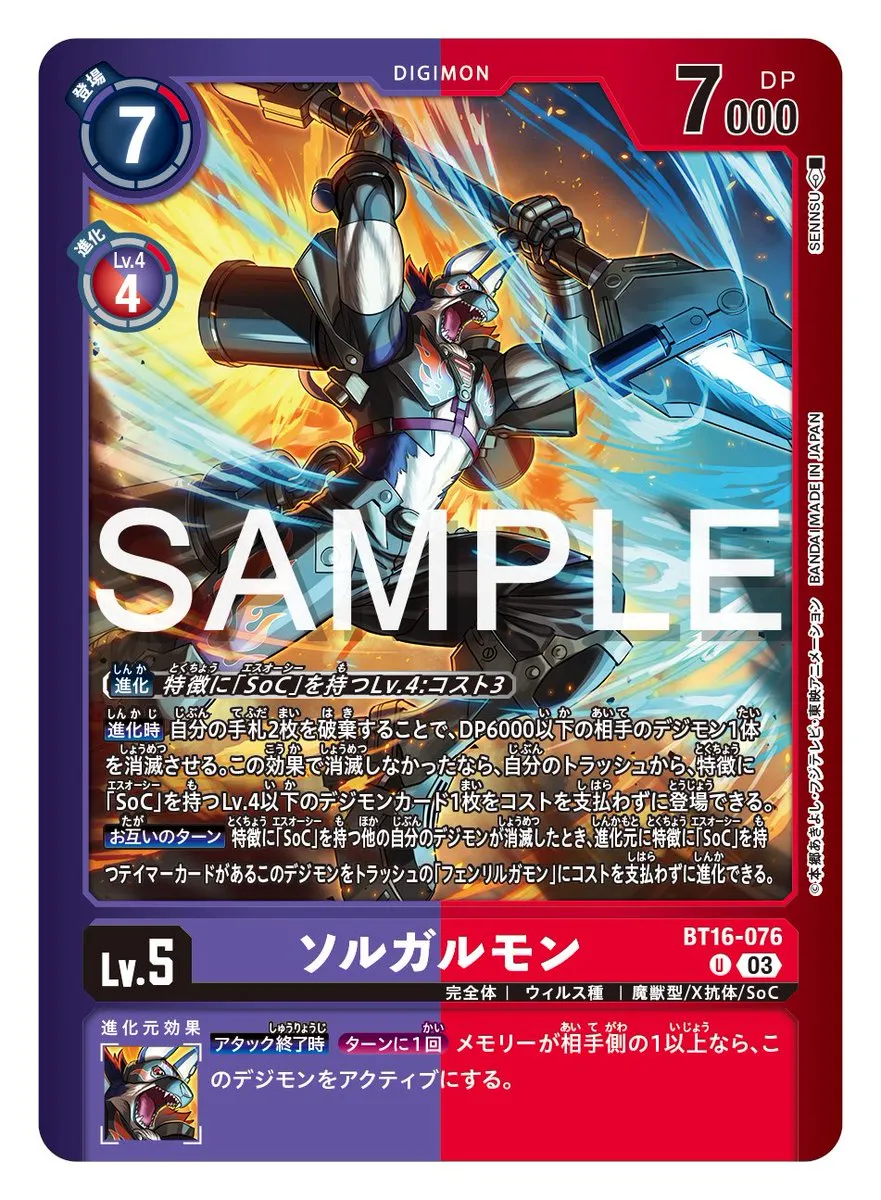 DIGIMON
登場
7
7000
DP
進化
Lv.4
4
SENNSU
SAMPLE
進化 特徴に「SoC」を持つLv.4:コスト3
進化時 自分の手札2枚を破棄することで、DP6000以下の相手のデジモン1体
を消滅させる。この効果で消滅しなかったなら、自分のトラッシュから、特徴に
「SoC」を持つLv.4以下のデジモンカード1枚をコストを支払わずに登場できる。
お互いのターン 特徴に「SoC」を持つ他の自分のデジモンが消滅したとき、進化元に特徴に「SoC」を持
つテイマーカードがあるこのデジモンをトラッシュの「フェンリルガモン」にコストを支払わずに進化できる。
©本郷あきよし・フジテレビ・東映アニメーション BANDAI MADE IN JAPAN
Lv.5
ソルガルモン
BT16-076
U 03
完全体 | ウィルス種 | 魔獣型/X抗体/SoC
進化元効果
アタック終了時 ターンに1回 メモリーが相手側の1以上なら、こ
のデジモンをアクティブにする。